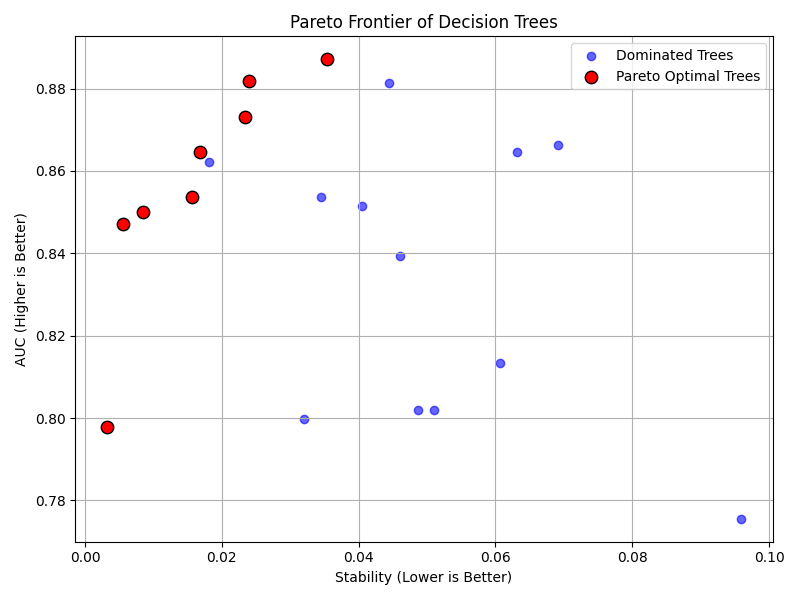 Pareto Frontier of Decision Trees
Dominated Trees
Pareto Optimal Trees
AUC (Higher is Better)
0.88
0.86
0.84
0.82
0.80
0.78
0.00 0.02 0.04 0.06 0.08 0.10
Stability (Lower is Better)